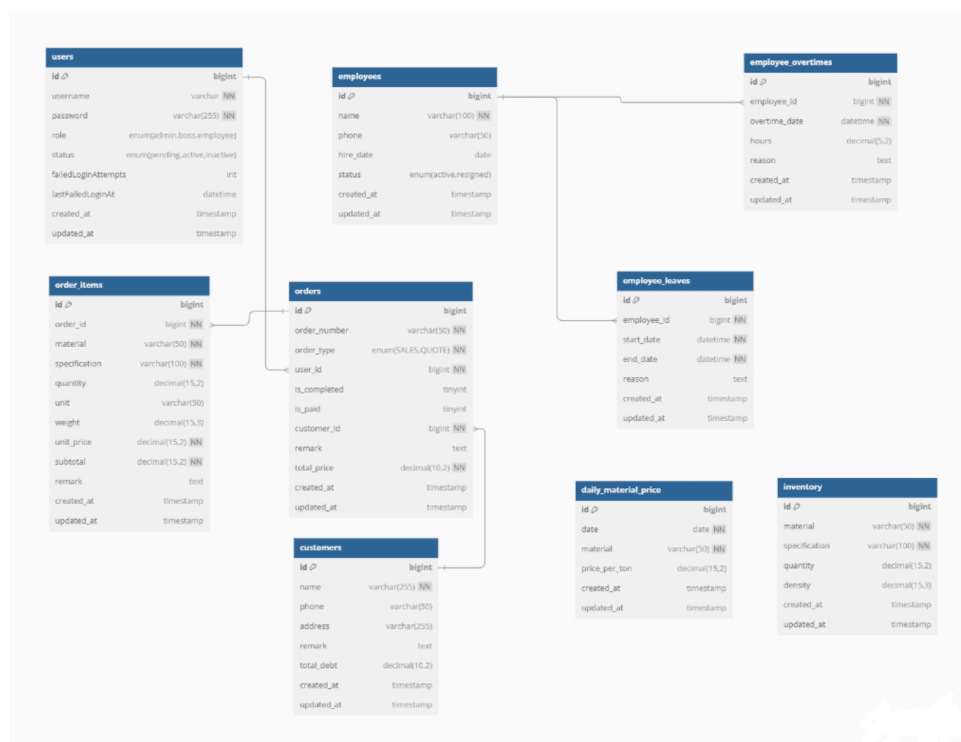 users
id bigint
username varchar NN
password varchar(255) NN
role enum(admin,boss,employee)
status enum(pending,active,inactive)
failedLoginAttempts int
lastFailedLoginAt datetime
created_at timestamp
updated_at timestamp
employees
id bigint
name varchar(100) NN
phone varchar(50)
hire_date date
status enum(active,resigned)
created_at timestamp
updated_at timestamp
employee_overtimes
id bigint
employee_id bigint NN
overtime_date datetime NN
hours decimal(5,2)
reason text
created_at timestamp
updated_at timestamp
order_items
id bigint
order_id bigint NN
material varchar(50) NN
specification varchar(100) NN
quantity decimal(15,2)
unit varchar(50)
weight decimal(15,3)
unit_price decimal(15,2) NN
subtotal decimal(15,2) NN
remark text
created_at timestamp
updated_at timestamp
orders
id bigint
order_number varchar(50) NN
order_type enum(SALES,QUOTE) NN
user_id bigint NN
is_completed tinyint
is_paid tinyint
customer_id bigint NN
remark text
total_price decimal(10,2) NN
created_at timestamp
updated_at timestamp
employee_leaves
id bigint
employee_id bigint NN
start_date datetime NN
end_date datetime NN
reason text
created_at timestamp
updated_at timestamp
customers
id bigint
name varchar(255) NN
phone varchar(50)
address varchar(255)
remark text
total_debt decimal(10,2)
created_at timestamp
updated_at timestamp
daily_material_price
id bigint
date date NN
material varchar(50) NN
price_per_ton decimal(15,2)
created_at timestamp
updated_at timestamp
inventory
id bigint
material varchar(50) NN
specification varchar(100) NN
quantity decimal(15,2)
density decimal(15,3)
created_at timestamp
updated_at timestamp